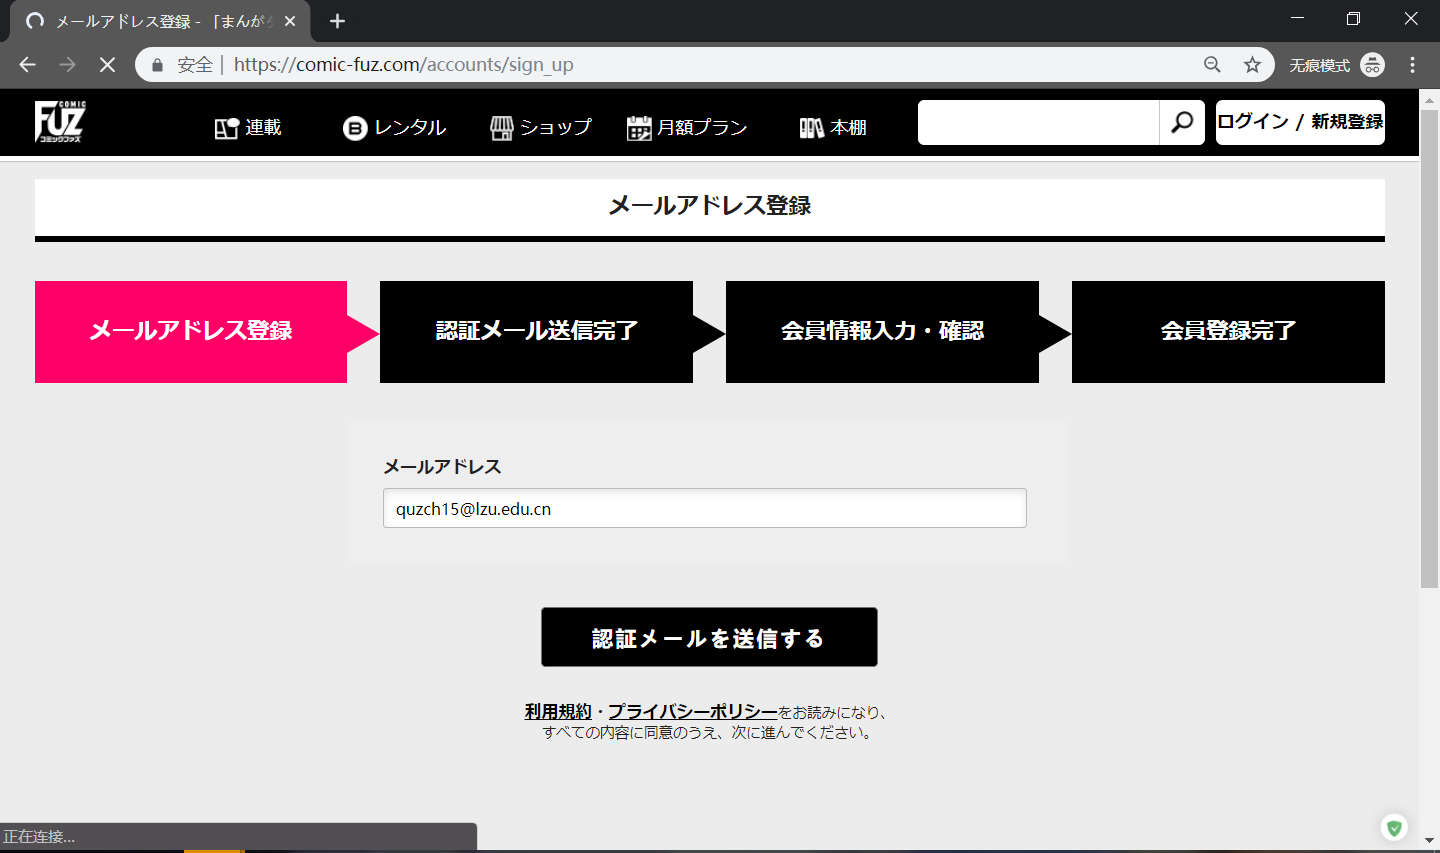 メールアドレス登録 - 「まんがタ
安全
https://comic-fuz.com/accounts/sign_up
无痕模式
COMIC
FUZ
コミックファズ
連載
レンタル
ショップ
月額プラン
本棚
ログイン / 新規登録
メールアドレス登録
メールアドレス登録
認証メール送信完了
会員情報入力・確認
会員登録完了
メールアドレス
quzch15@lzu.edu.cn
認証メールを送信する
利用規約・プライバシーポリシーをお読みになり、
すべての内容に同意のうえ、次に進んでください。
正在连接...